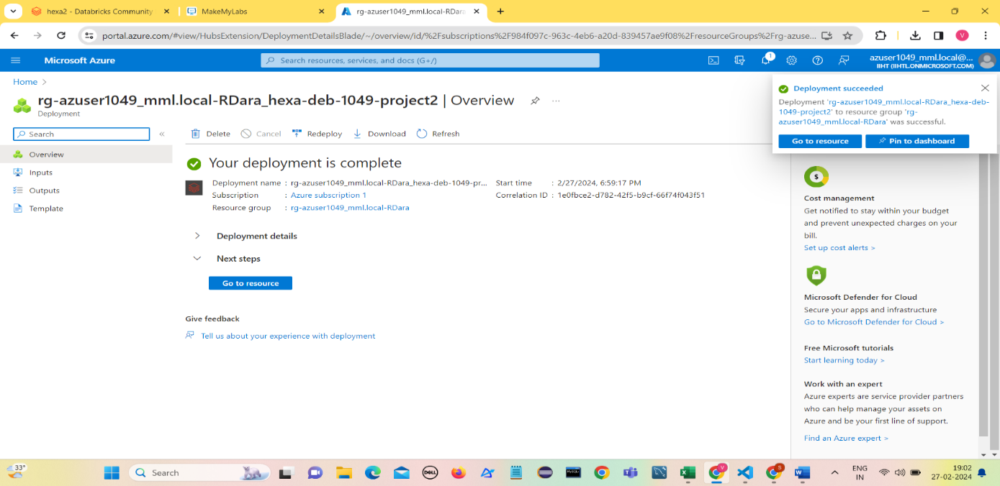 hexa2 - Databricks Community
MakeMyLabs
rg-azuser1049_mml.local-RDara
portal.azure.com/#view/HubsExtension/DeploymentDetailsBlade/~/overview/id/%2Fsubscriptions%2F984f097c-963c-4eb6-a20d-839457ae9f08%2FresourceGroups%2Frg-azuse...
V
Microsoft Azure
Search resources, services, and docs (G+/)
1
azuser1049_mml.local@...
IIHT (IIHTL.ONMICROSOFT.COM)
Home
rg-azuser1049_mml.local-RDara_hexa-deb-1049-project2 | Overview
Deployment
Search
Overview
Inputs
Outputs
Template
Delete
Cancel
Redeploy
Download
Refresh
Your deployment is complete
Deployment name : rg-azuser1049_mml.local-RDara_hexa-deb-1049-pr...
Subscription : Azure subscription 1
Resource group : rg-azuser1049_mml.local-RDara
Start time : 2/27/2024, 6:59:17 PM
Correlation ID : 1e0fbce2-d782-42f5-b9cf-66f74f043f51
Deployment details
Next steps
Go to resource
Give feedback
Tell us about your experience with deployment
Deployment succeeded
Deployment 'rg-azuser1049_mml.local-RDara_hexa-deb-
1049-project2' to resource group 'rg-
azuser1049_mml.local-RDara' was successful.
Go to resource
Pin to dashboard
$
Cost management
Get notified to stay within your budget
and prevent unexpected charges on your
bill.
Set up cost alerts >
Microsoft Defender for Cloud
Secure your apps and infrastructure
Go to Microsoft Defender for Cloud >
Free Microsoft tutorials
Start learning today >
Work with an expert
Azure experts are service provider partners
who can help manage your assets on
Azure and be your first line of support.
Find an Azure expert >
33°
Search
DELL
V
S
ENG
IN
19:02
27-02-2024